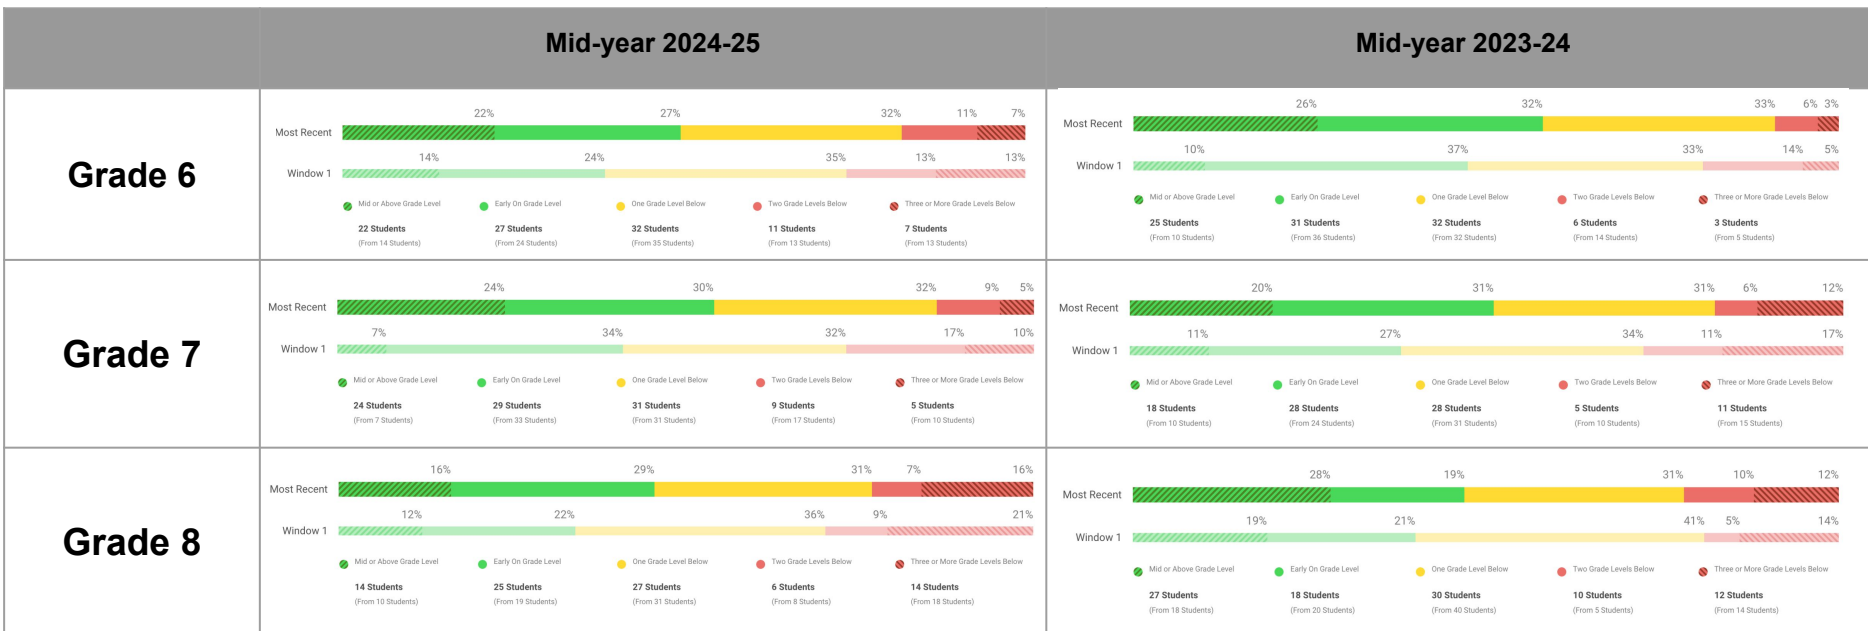 Mid-year 2024-25
Mid-year 2023-24
Grade 6
22% 27% 32% 11% 7%
Most Recent
14% 24% 35% 13% 13%
Window 1
Mid or Above Grade Level Early On Grade Level One Grade Level Below Two Grade Levels Below Three or More Grade Levels Below
22 Students 27 Students 32 Students 11 Students 7 Students
(From 14 Students) (From 24 Students) (From 35 Students) (From 13 Students) (From 13 Students)
26% 32% 33% 6% 3%
Most Recent
10% 37% 33% 14% 5%
Window 1
Mid or Above Grade Level Early On Grade Level One Grade Level Below Two Grade Levels Below Three or More Grade Levels Below
25 Students 31 Students 32 Students 6 Students 3 Students
(From 10 Students) (From 36 Students) (From 32 Students) (From 14 Students) (From 5 Students)
Grade 7
24% 30% 32% 9% 5%
Most Recent
7% 34% 32% 17% 10%
Window 1
Mid or Above Grade Level Early On Grade Level One Grade Level Below Two Grade Levels Below Three or More Grade Levels Below
24 Students 29 Students 31 Students 9 Students 5 Students
(From 7 Students) (From 33 Students) (From 31 Students) (From 17 Students) (From 10 Students)
20% 31% 31% 6% 12%
Most Recent
11% 27% 34% 11% 17%
Window 1
Mid or Above Grade Level Early On Grade Level One Grade Level Below Two Grade Levels Below Three or More Grade Levels Below
18 Students 28 Students 28 Students 5 Students 11 Students
(From 10 Students) (From 24 Students) (From 31 Students) (From 10 Students) (From 15 Students)
Grade 8
16% 29% 31% 7% 16%
Most Recent
12% 22% 36% 9% 21%
Window 1
Mid or Above Grade Level Early On Grade Level One Grade Level Below Two Grade Levels Below Three or More Grade Levels Below
14 Students 25 Students 27 Students 6 Students 14 Students
(From 10 Students) (From 19 Students) (From 31 Students) (From 8 Students) (From 18 Students)
28% 19% 31% 10% 12%
Most Recent
19% 21% 41% 5% 14%
Window 1
Mid or Above Grade Level Early On Grade Level One Grade Level Below Two Grade Levels Below Three or More Grade Levels Below
27 Students 18 Students 30 Students 10 Students 12 Students
(From 18 Students) (From 20 Students) (From 40 Students) (From 5 Students) (From 14 Students)